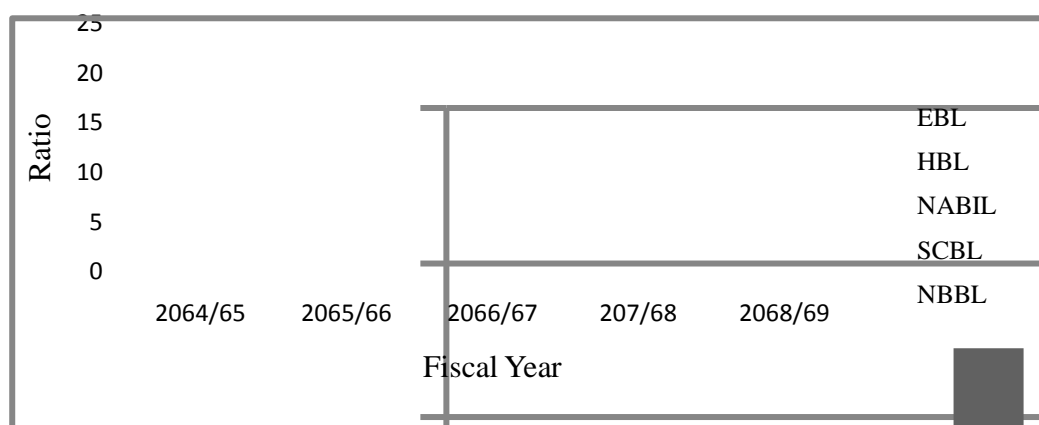 25
20
15
10
5
0
Ratio
EBL
HBL
NABIL
SCBL
NBBL
2064/65 2065/66 2066/67 207/68 2068/69
Fiscal Year